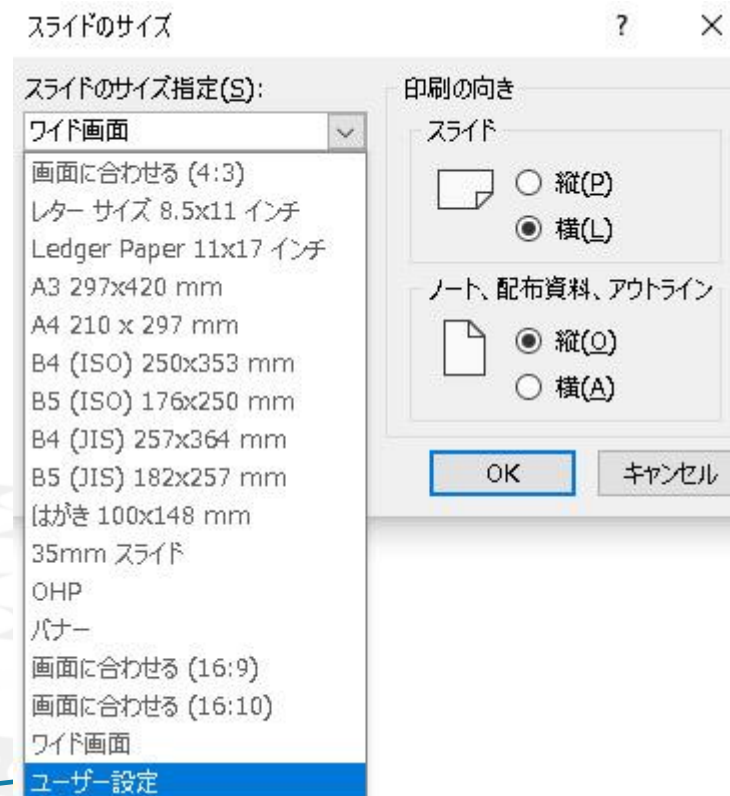 スライドのサイズ
? ×
スライドのサイズ指定(S):
ワイド画面
画面に合わせる (4:3)
レター サイズ 8.5x11 インチ
Ledger Paper 11x17 インチ
A3 297x420 mm
A4 210 x 297 mm
B4 (ISO) 250x353 mm
B5 (ISO) 176x250 mm
B4 (JIS) 257x364 mm
B5 (JIS) 182x257 mm
はがき 100x148 mm
35mm スライド
OHP
バナー
画面に合わせる (16:9)
画面に合わせる (16:10)
ワイド画面
ユーザー設定
印刷の向き
スライド
縦(P)
横(L)
ノート、配布資料、アウトライン
縦(O)
横(A)
OK
キャンセル